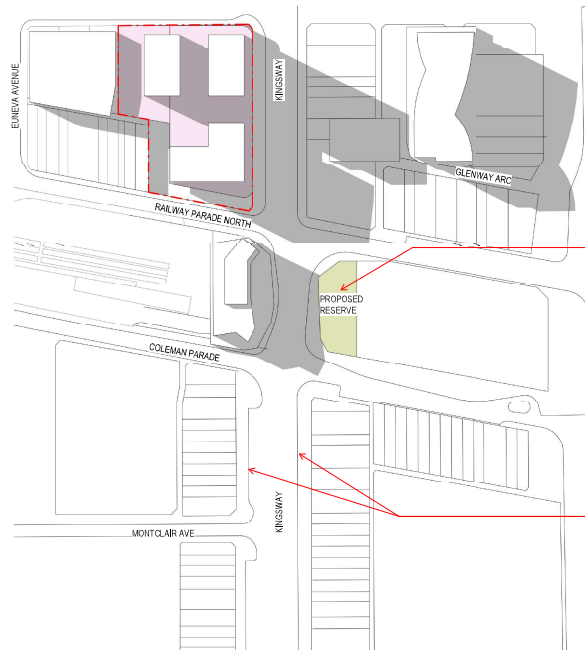 EUNEVA AVENUE
KINGSWAY
GLENWAY ARC
RAILWAY PARADE NORTH
PROPOSED
RESERVE
COLEMAN PARADE
KINGSWAY
MONTCLAIR AVE